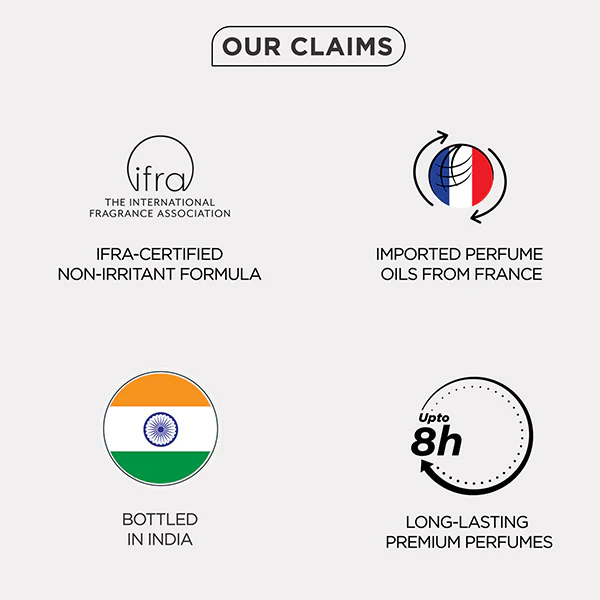 OUR CLAIMS
ifra
THE INTERNATIONAL
FRAGRANCE ASSOCIATION
IFRA-CERTIFIED
NON-IRRITANT FORMULA
IMPORTED PERFUME
OILS FROM FRANCE
BOTTLED
IN INDIA
Upto
8h
LONG-LASTING
PREMIUM PERFUMES